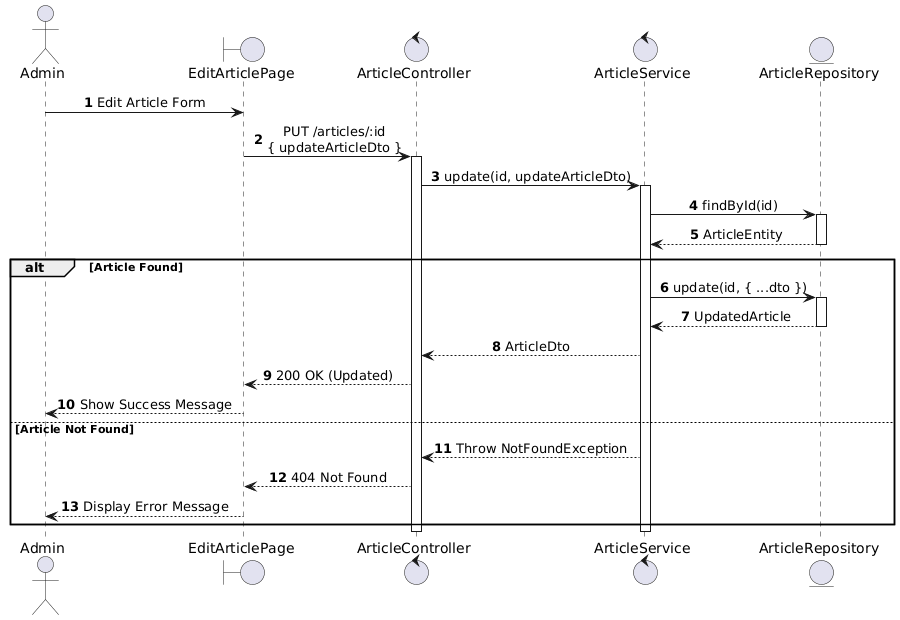 Admin
EditArticlePage
ArticleController
ArticleService
ArticleRepository
1 Edit Article Form
2 PUT /articles/:id
{ updateArticleDto }
3 update(id, updateArticleDto)
4 findById(id)
5 ArticleEntity
alt [Article Found]
6 update(id, { ...dto })
7 UpdatedArticle
8 ArticleDto
9 200 OK (Updated)
10 Show Success Message
[Article Not Found]
11 Throw NotFoundException
12 404 Not Found
13 Display Error Message
Admin
EditArticlePage
ArticleController
ArticleService
ArticleRepository